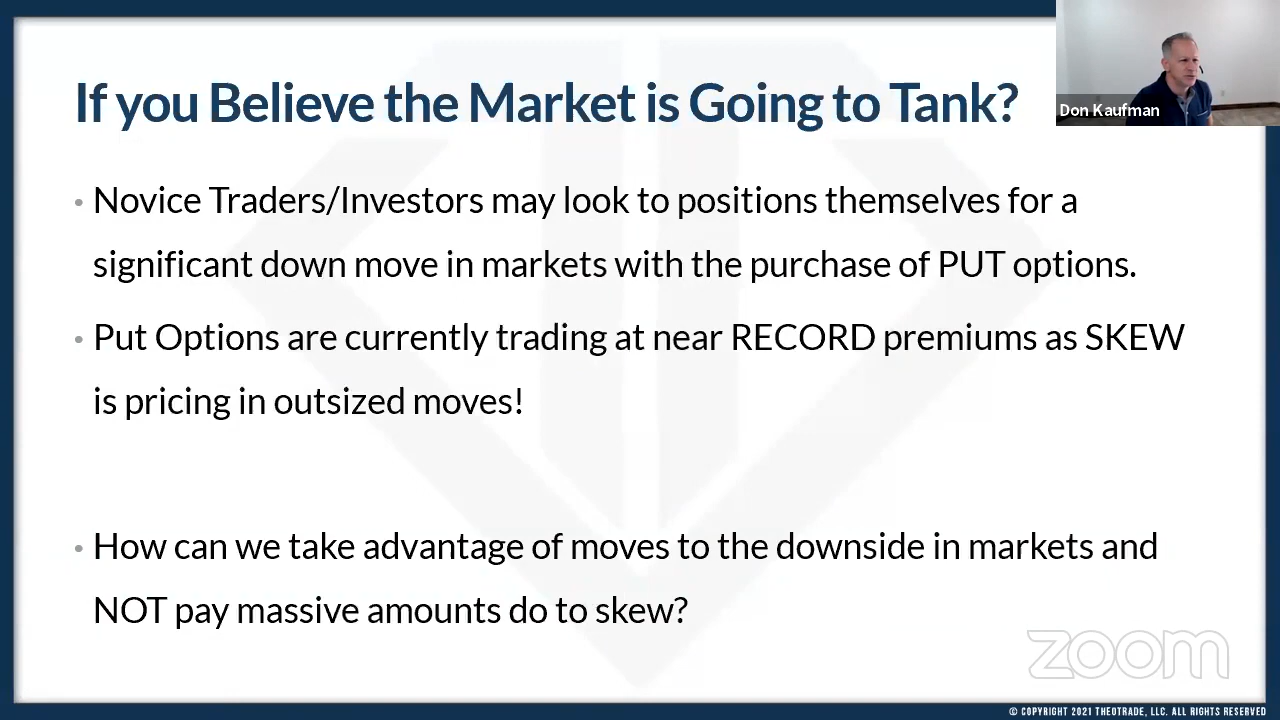 If you Believe the Market is Going to Tank?
Don Kaufman
• Novice Traders/Investors may look to positions themselves for a
significant down move in markets with the purchase of PUT options.
• Put Options are currently trading at near RECORD premiums as SKEW
is pricing in outsized moves!
• How can we take advantage of moves to the downside in markets and
NOT pay massive amounts do to skew?
zoom
© COPYRIGHT 2021 THEOTRADE, LLC. ALL RIGHTS RESERVED